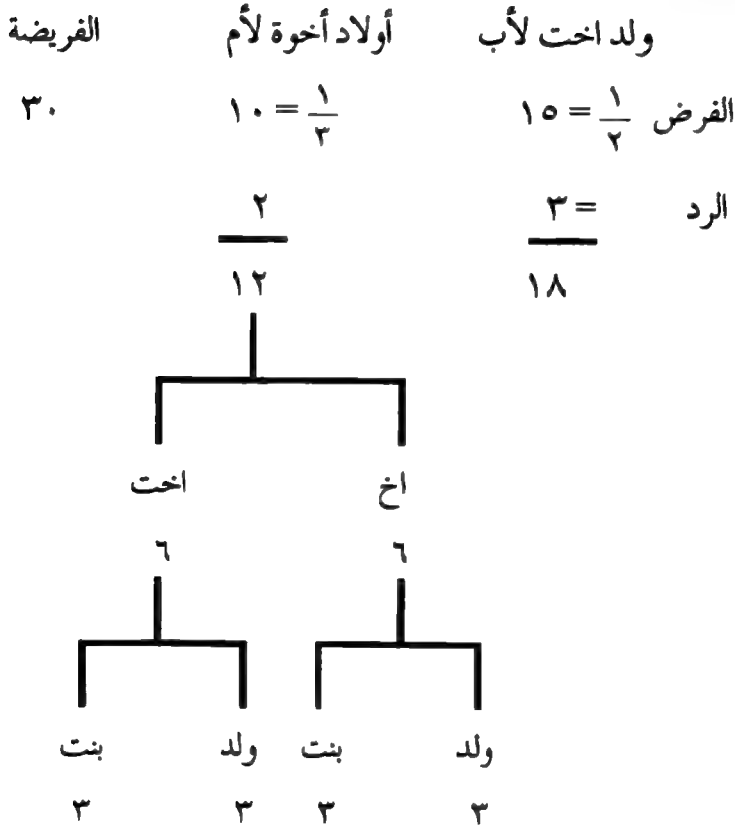 ولد اخت لأب أولاد أخوة لأم الفريضة
الفرض ١/٢ = ١٥ ١/٣ = ١٠ ٣٠
الرد = ٣ ٢
١٨ ١٢
اخ اخت
٦ ٦
ولد بنت ولد بنت
٣ ٣ ٣ ٣